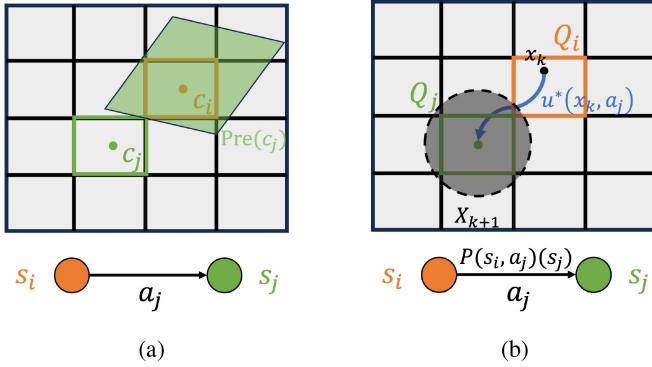 c_i
Pre(c_j)
c_j
s_i
a_j
s_j
(a)
Q_i
x_k
Q_j
u*(x_k, a_j)
X_{k+1}
P(s_i, a_j)(s_j)
s_i
a_j
s_j
(b)